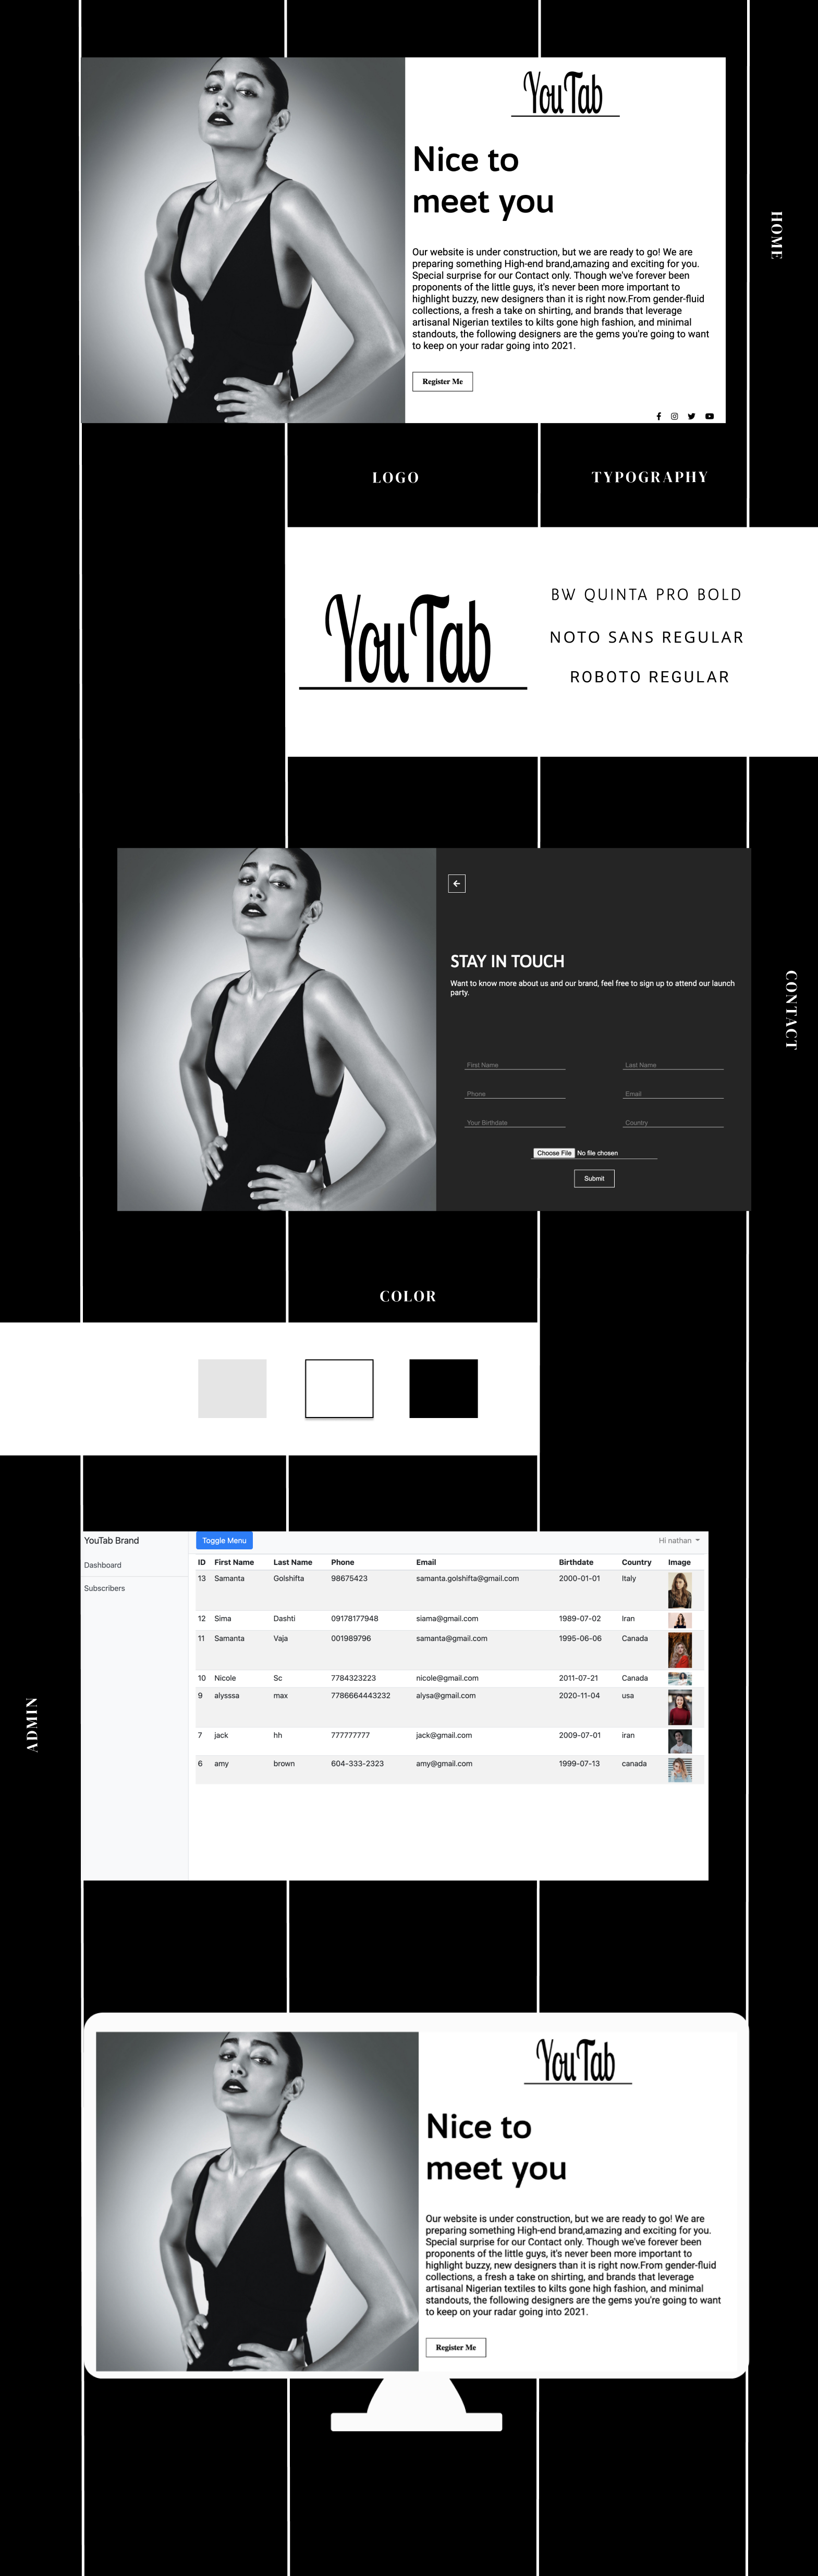 YouTab
Nice to
meet you
HOME
Our website is under construction, but we are ready to go! We are
preparing something High-end brand,amazing and exciting for you.
Special surprise for our Contact only. Though we've forever been
proponents of the little guys, it's never been more important to
highlight buzzy, new designers than it is right now.From gender-fluid
collections, a fresh a take on shirting, and brands that leverage
artisanal Nigerian textiles to kilts gone high fashion, and minimal
standouts, the following designers are the gems you're going to want
to keep on your radar going into 2021.
Register Me
LOGO TYPOGRAPHY
YouTab
BW QUINTA PRO BOLD
NOTO SANS REGULAR
ROBOTO REGULAR
STAY IN TOUCH
Want to know more about us and our brand, feel free to sign up to attend our launch
party.
CONTACT
First Name Last Name
Phone Email
Your Birthdate Country
Choose File No file chosen
Submit
COLOR
YouTab Brand Toggle Menu Hi nathan
Dashboard
Subscribers
ID First Name Last Name Phone Email Birthdate Country Image
13 Samanta Golshifta 98675423 samanta.golshifta@gmail.com 2000-01-01 Italy
12 Sima Dashti 09178177948 siama@gmail.com 1989-07-02 Iran
11 Samanta Vaja 001989796 samanta@gmail.com 1995-06-06 Canada
10 Nicole Sc 7784323223 nicole@gmail.com 2011-07-21 Canada
9 alysssa max 7786664443232 alysa@gmail.com 2020-11-04 usa
7 jack hh 777777777 jack@gmail.com 2009-07-01 iran
6 amy brown 604-333-2323 amy@gmail.com 1999-07-13 canada
ADMIN
YouTab
Nice to
meet you
Our website is under construction, but we are ready to go! We are
preparing something High-end brand,amazing and exciting for you.
Special surprise for our Contact only. Though we've forever been
proponents of the little guys, it's never been more important to
highlight buzzy, new designers than it is right now.From gender-fluid
collections, a fresh a take on shirting, and brands that leverage
artisanal Nigerian textiles to kilts gone high fashion, and minimal
standouts, the following designers are the gems you're going to want
to keep on your radar going into 2021.
Register Me